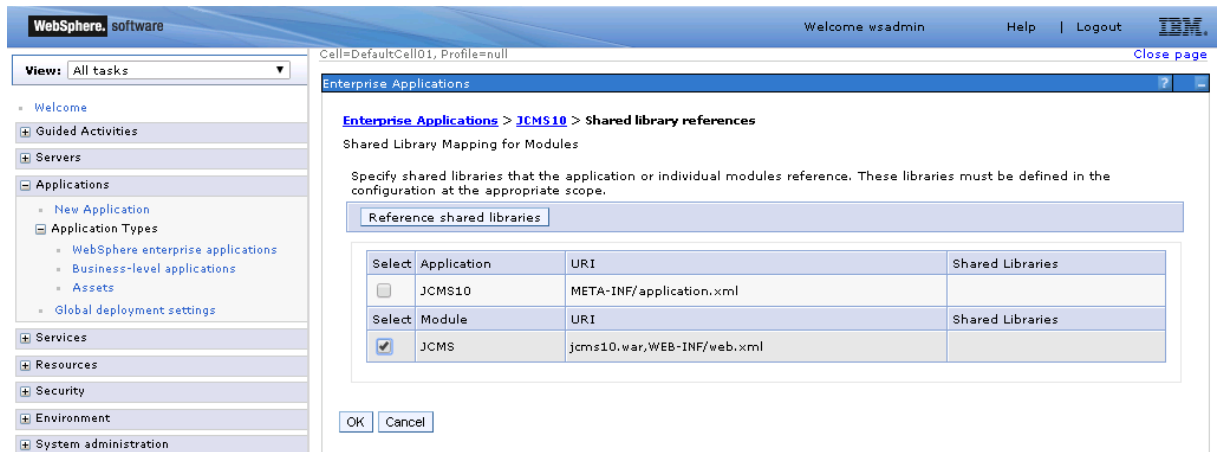 WebSphere. software
Welcome wsadmin
Help | Logout
IBM.
Cell=DefaultCell01, Profile=null
Close page
View: All tasks
Welcome
Guided Activities
Servers
Applications
New Application
Application Types
WebSphere enterprise applications
Business-level applications
Assets
Global deployment settings
Services
Resources
Security
Environment
System administration
Enterprise Applications
?
Enterprise Applications > JCMS10 > Shared library references
Shared Library Mapping for Modules
Specify shared libraries that the application or individual modules reference. These libraries must be defined in the
configuration at the appropriate scope.
Reference shared libraries
Select Application URI Shared Libraries
JCMS10 META-INF/application.xml
Select Module URI Shared Libraries
JCMS jcms10.war,WEB-INF/web.xml
OK Cancel